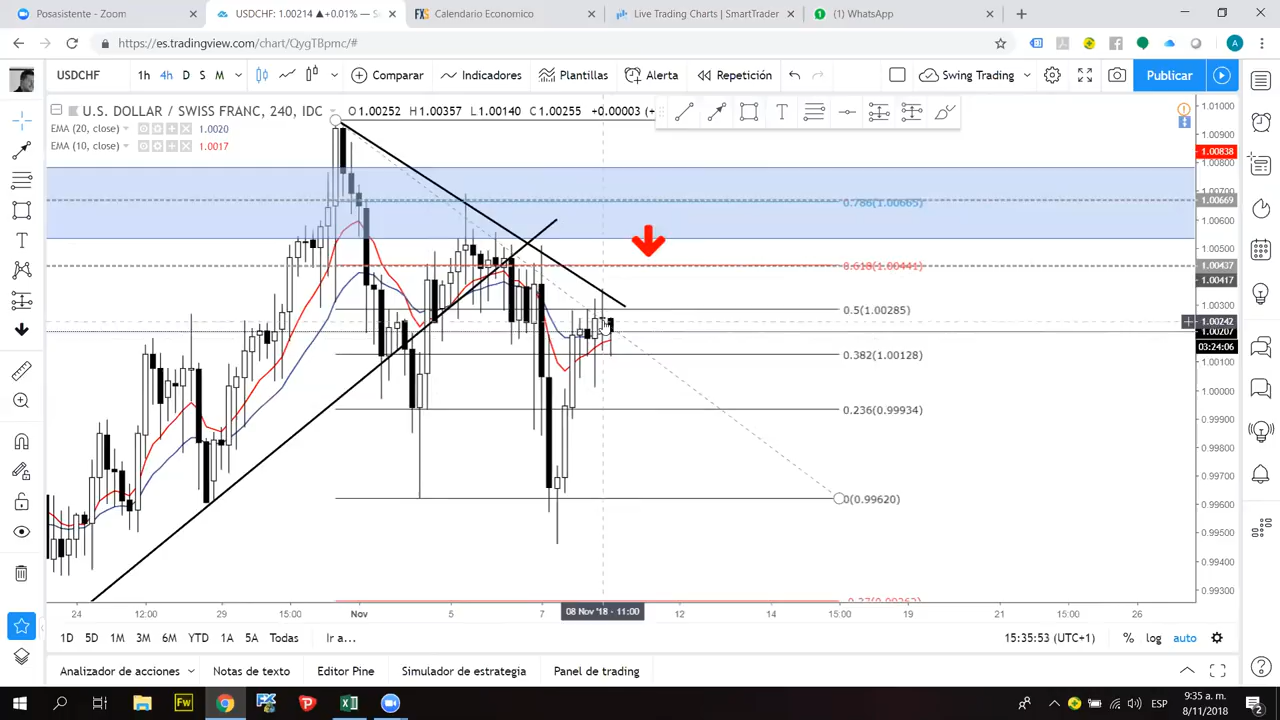 Posasistente - Zoom
USDCHF: 1.00214 ▲+0.01% — Se
FXS Calendario Economico
Live Trading Charts | SmartTrader
(1) WhatsApp
https://es.tradingview.com/chart/QygTBpmc/#
USDCHF 1h 4h D S M Comparar Indicadores Plantillas Alerta Repetición Swing Trading Publicar
U.S. DOLLAR / SWISS FRANC, 240, IDC O1.00252 H1.00357 L1.00140 C1.00255 +0.00003 (+
EMA (20, close) 1.0020
EMA (10, close) 1.0017
1.01000
1.00900
1.00838
1.00800
1.00700
0.786(1.00665) 1.00669
1.00600
1.00500
0.618(1.00441) 1.00437
1.00417
0.5(1.00285) 1.00300
1.00242
1.00207
03:24:06
0.382(1.00128) 1.00100
1.00000
0.236(0.99934) 0.99900
0.99800
0.99700
0(0.99620) 0.99600
0.99500
0.99400
0.99300
24 12:00 29 15:00 Nov 5 7 08 Nov '18 - 11:00 12 14 15:00 19 21 15:00 26
1D 5D 1M 3M 6M YTD 1A 5A Todas Ir a... 15:35:53 (UTC+1) % log auto
Analizador de acciones Notas de texto Editor Pine Simulador de estrategia Panel de trading
Fw ESP 9:35 a. m.
8/11/2018 2